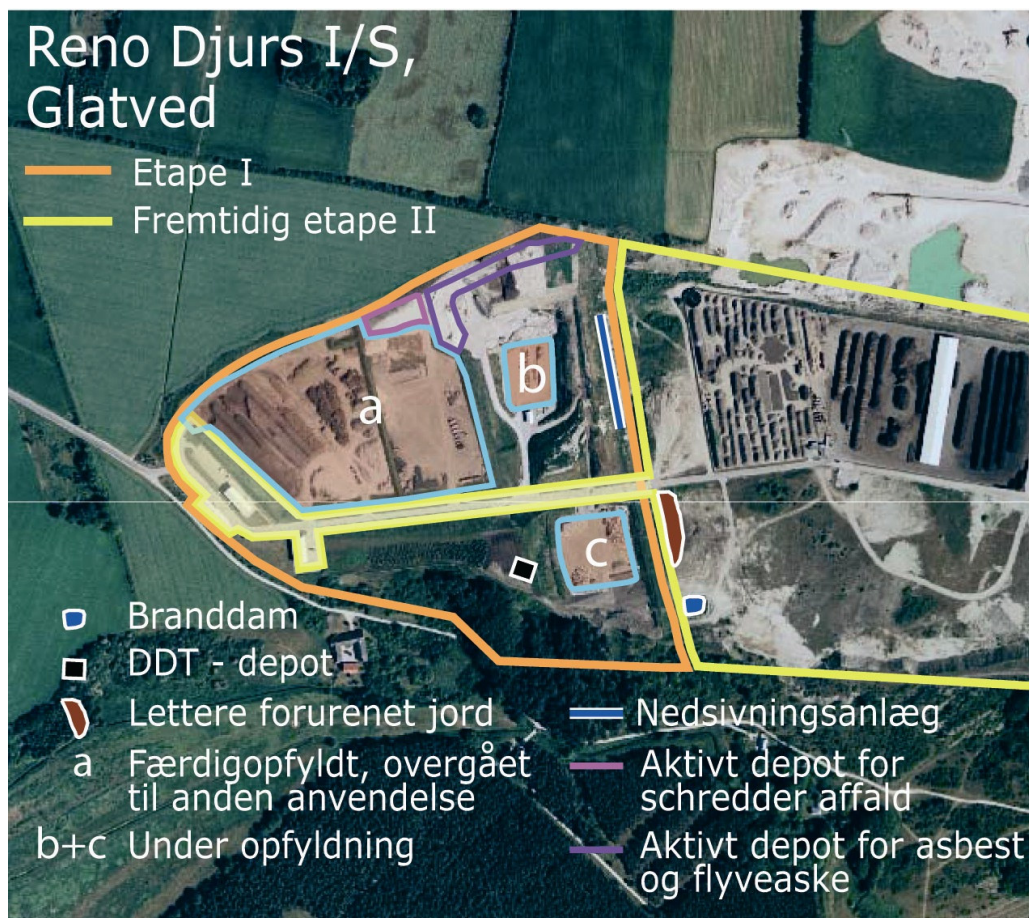 Reno Djurs I/S,
Glatved
Etape I
Fremtidig etape II
a
b
c
Branddam
DDT - depot
Lettere forurenet jord
a Færdigopfyldt, overgået
til anden anvendelse
b+c Under opfyldning
Nedsivningsanlæg
Aktivt depot for
schredder affald
Aktivt depot for asbest
og flyveaske